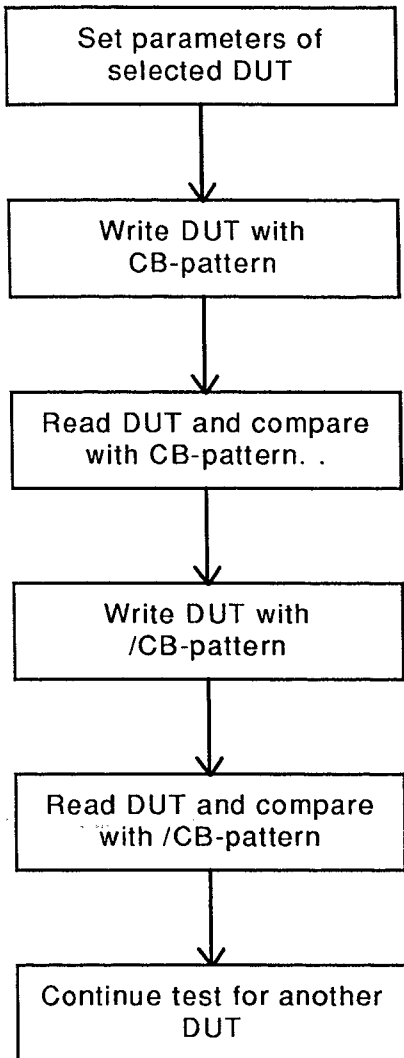 Set parameters of
selected DUT
Write DUT with
CB-pattern
Read DUT and compare
with CB-pattern. .
Write DUT with
/CB-pattern
Read DUT and compare
with /CB-pattern
Continue test for another
DUT